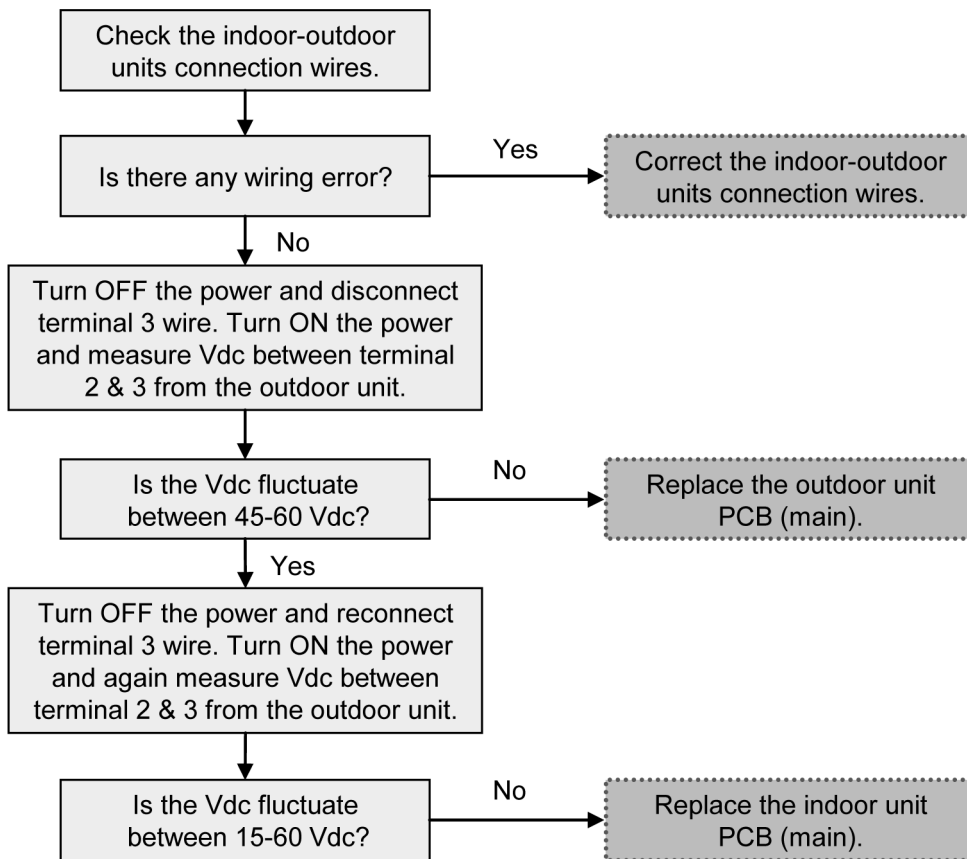 Check the indoor-outdoor
units connection wires.
Is there any wiring error?
Yes
Correct the indoor-outdoor
units connection wires.
No
Turn OFF the power and disconnect
terminal 3 wire. Turn ON the power
and measure Vdc between terminal
2 & 3 from the outdoor unit.
Is the Vdc fluctuate
between 45-60 Vdc?
No
Replace the outdoor unit
PCB (main).
Yes
Turn OFF the power and reconnect
terminal 3 wire. Turn ON the power
and again measure Vdc between
terminal 2 & 3 from the outdoor unit.
Is the Vdc fluctuate
between 15-60 Vdc?
No
Replace the indoor unit
PCB (main).